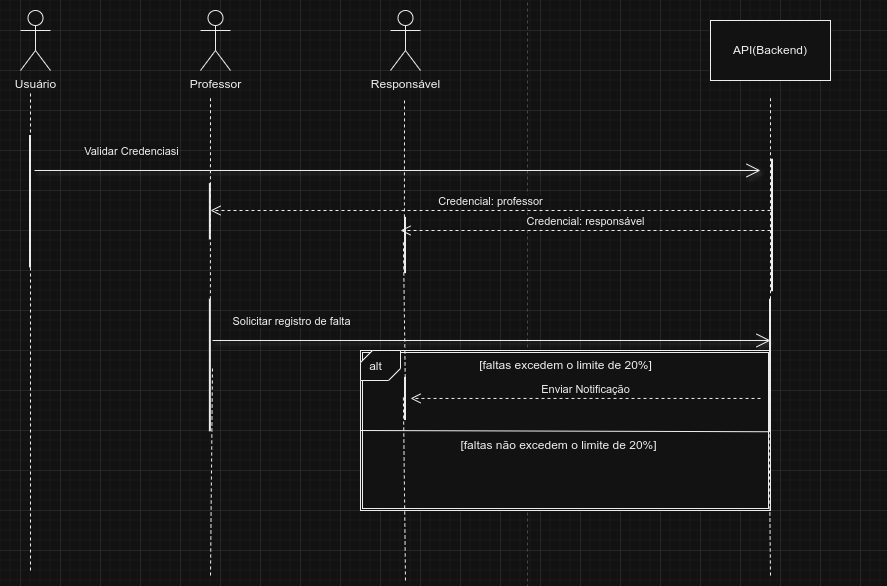 API(Backend)
Usuário
Professor
Responsável
Validar Credenciasi
Credencial: professor
Credencial: responsável
Solicitar registro de falta
alt
[faltas excedem o limite de 20%]
Enviar Notificação
[faltas não excedem o limite de 20%]